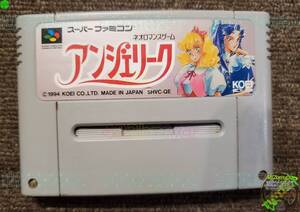 スーパーファミコン
ネオロマンスゲーム
アンジェリーク
KOEI
© 1994 KOEI CO., LTD. MADE IN JAPAN SHVC-QE